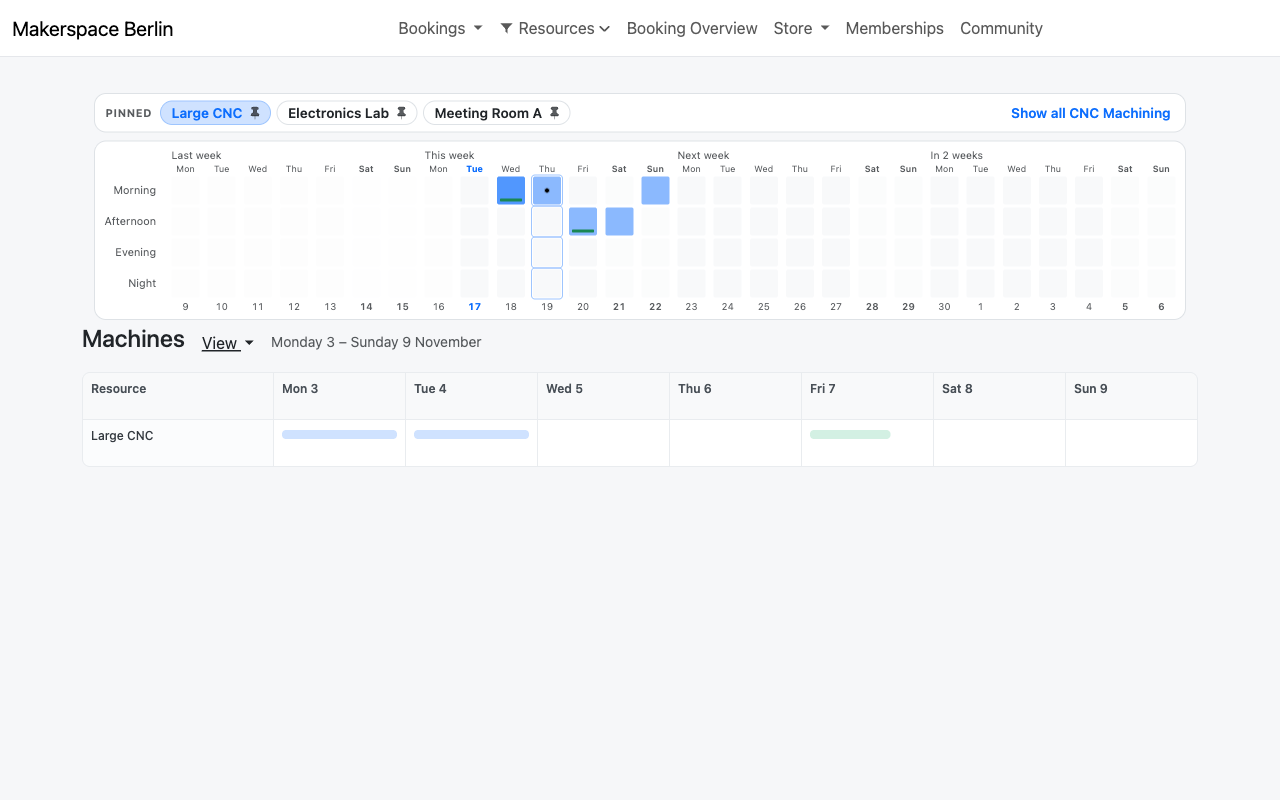 Makerspace Berlin
Bookings Resources Booking Overview Store Memberships Community
PINNED Large CNC Electronics Lab Meeting Room A Show all CNC Machining
Last week This week Next week In 2 weeks
Mon Tue Wed Thu Fri Sat Sun Mon Tue Wed Thu Fri Sat Sun Mon Tue Wed Thu Fri Sat Sun Mon Tue Wed Thu Fri Sat Sun
Morning
Afternoon
Evening
Night
9 10 11 12 13 14 15 16 17 18 19 20 21 22 23 24 25 26 27 28 29 30 1 2 3 4 5 6
Machines View Monday 3 – Sunday 9 November
Resource Mon 3 Tue 4 Wed 5 Thu 6 Fri 7 Sat 8 Sun 9
Large CNC